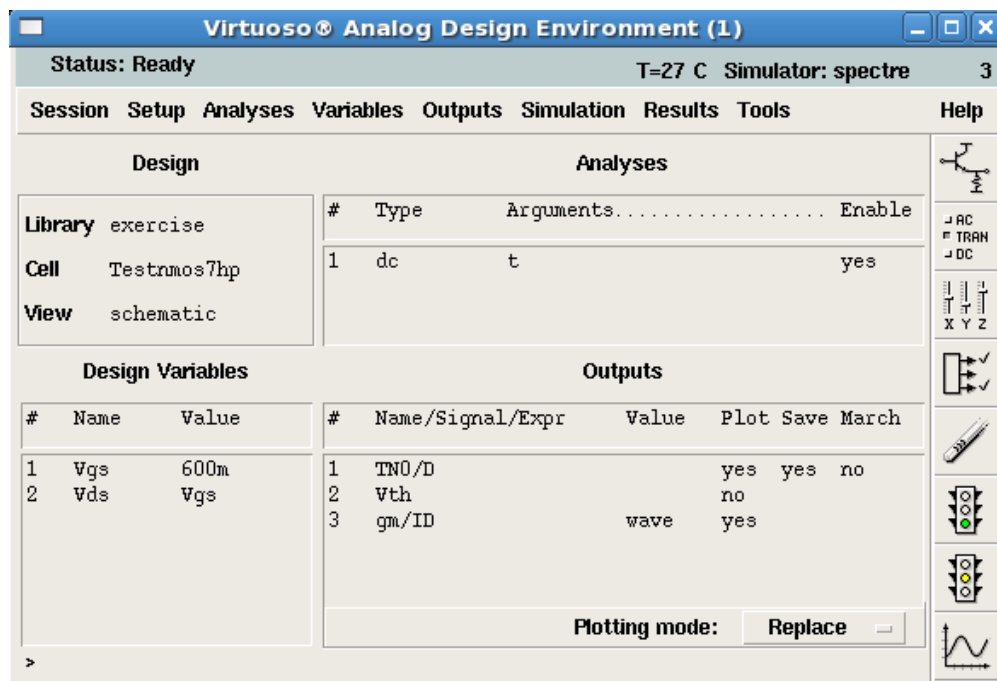 Virtuoso® Analog Design Environment (1)
Status: Ready
T=27 C Simulator: spectre 3
Session Setup Analyses Variables Outputs Simulation Results Tools Help
Design
Library exercise
Cell Testnmos7hp
View schematic
Analyses
# Type Arguments.................. Enable
1 dc t yes
Design Variables
# Name Value
1 Vgs 600m
2 Vds Vgs
Outputs
# Name/Signal/Expr Value Plot Save March
1 TN0/D yes yes no
2 Vth no
3 gm/ID wave yes
Plotting mode: Replace
>
AC
TRAN
DC
X Y Z